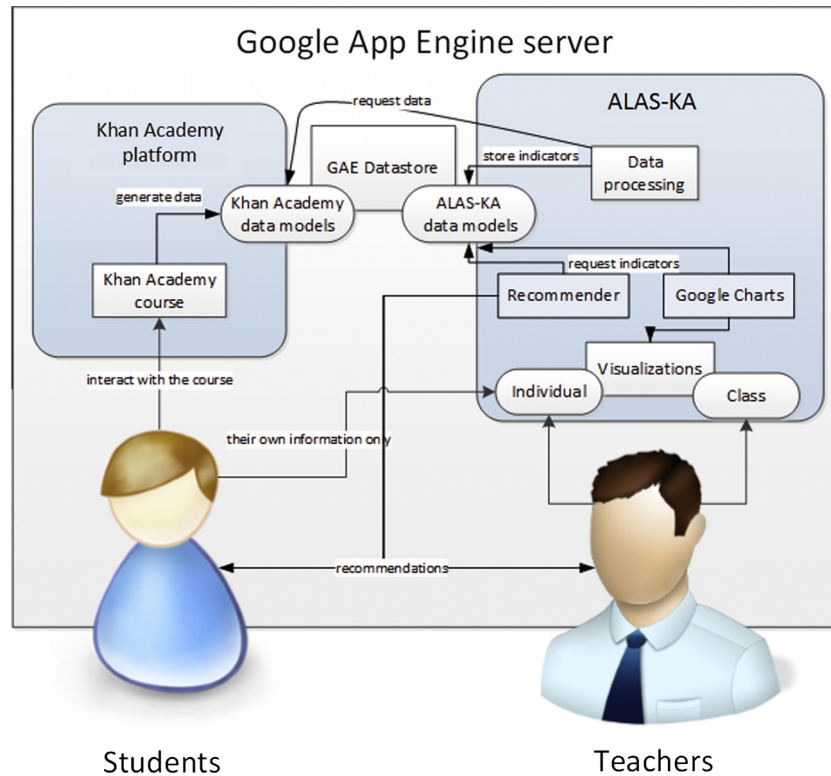 Google App Engine server
request data
ALAS-KA
Khan Academy
platform
GAE Datastore
store indicators
Data
processing
generate data
Khan Academy
data models
ALAS-KA
data models
request indicators
Khan Academy
course
Recommender
Google Charts
interact with the course
Visualizations
Individual
Class
their own information only
recommendations
Students
Teachers